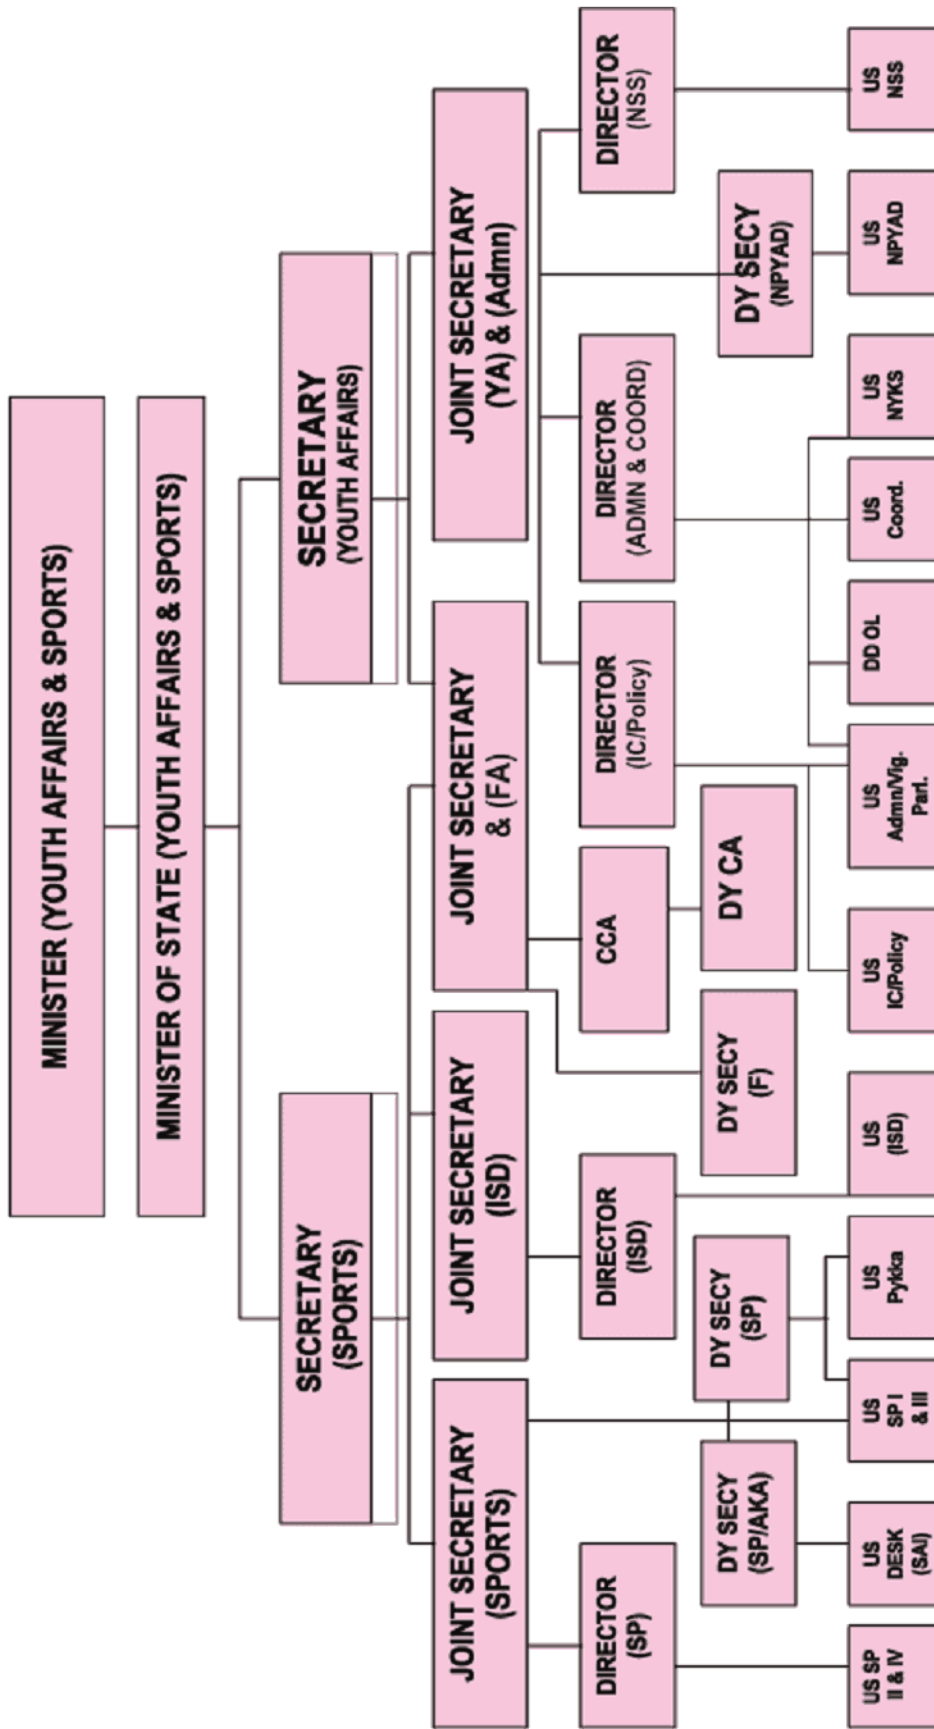 MINISTER (YOUTH AFFAIRS & SPORTS)
MINISTER OF STATE (YOUTH AFFAIRS & SPORTS)
SECRETARY
(SPORTS)
SECRETARY
(YOUTH AFFAIRS)
JOINT SECRETARY
(SPORTS)
JOINT SECRETARY
(ISD)
JOINT SECRETARY
& (FA)
JOINT SECRETARY
(YA) & (Admn)
DIRECTOR
(SP)
DIRECTOR
(ISD)
CCA
DIRECTOR
(IC/Policy)
DIRECTOR
(ADMN & COORD)
DIRECTOR
(NSS)
DY SECY
(SP/AKA)
DY SECY
(SP)
DY SECY
(F)
DY CA
DY SECY
(NPYAD)
US SP
II & IV
US
DESK
(SAI)
US
SP I
& III
US
Pykka
US
(ISD)
US
IC/Policy
US
Admn/Vig.
Parl.
DD OL
US
Coord.
US
NYKS
US
NPYAD
US
NSS